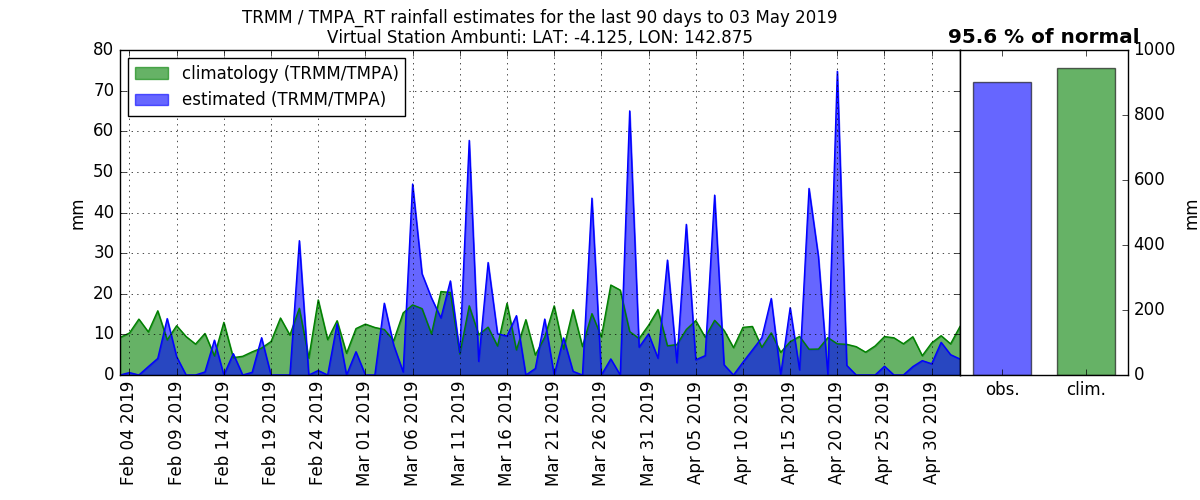 TRMM / TMPA_RT rainfall estimates for the last 90 days to 03 May 2019
Virtual Station Ambunti: LAT: -4.125, LON: 142.875
95.6 % of normal
climatology (TRMM/TMPA)
estimated (TRMM/TMPA)
80
70
60
50
40
30
20
10
0
mm
1000
800
600
400
200
0
mm
Feb 04 2019
Feb 09 2019
Feb 14 2019
Feb 19 2019
Feb 24 2019
Mar 01 2019
Mar 06 2019
Mar 11 2019
Mar 16 2019
Mar 21 2019
Mar 26 2019
Mar 31 2019
Apr 05 2019
Apr 10 2019
Apr 15 2019
Apr 20 2019
Apr 25 2019
Apr 30 2019
obs.
clim.